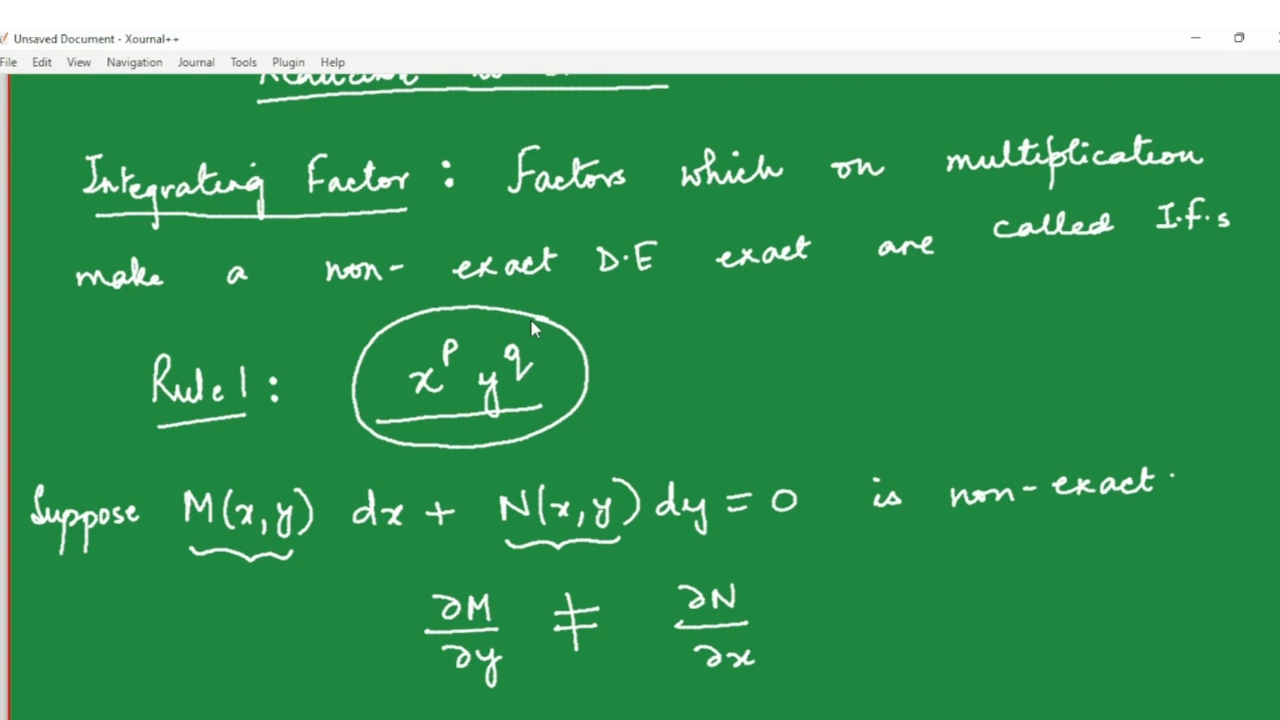 Unsaved Document - Xournal++
File Edit View Navigation Journal Tools Plugin Help
Integrating Factor : Factors which on multiplication
make a non- exact D.E exact are called I.f.s
Rule 1 : x^p y^q
Suppose M(x,y) dx + N(x,y) dy = 0 is non-exact.
∂M/∂y ≠ ∂N/∂x